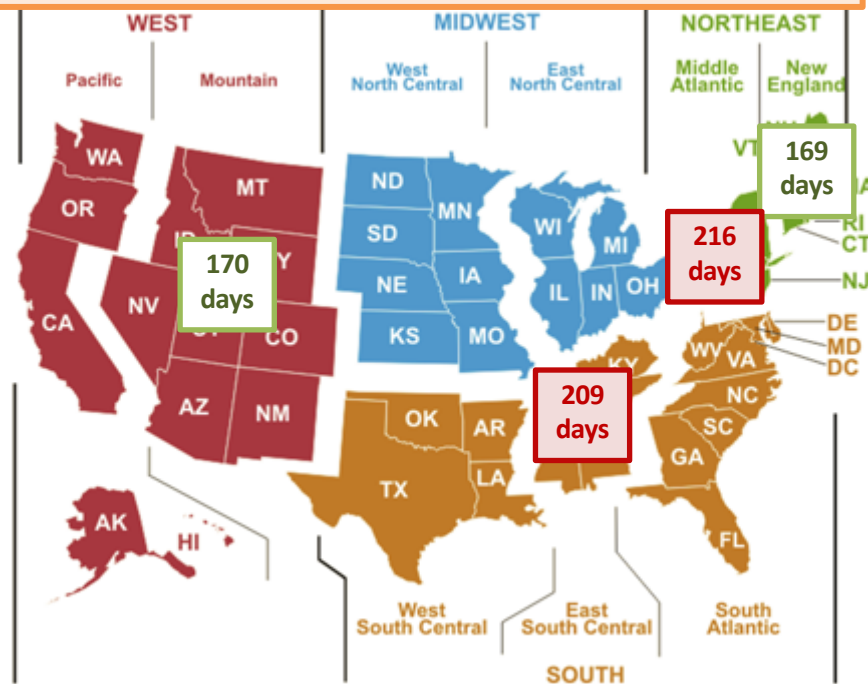 WEST
MIDWEST
NORTHEAST
Pacific
Mountain
West
North Central
East
North Central
Middle
Atlantic
New
England
WA
MT
ND
MN
VT
169
days
OR
SD
WI
MI
RI
CT
216
days
170
days
NE
IA
NJ
NV
IL
IN
OH
CA
CO
KS
MO
DE
MD
DC
WV
VA
KY
209
days
NC
AZ
NM
OK
AR
SC
GA
TX
LA
FL
AK
HI
West
South Central
East
South Central
South
Atlantic
SOUTH